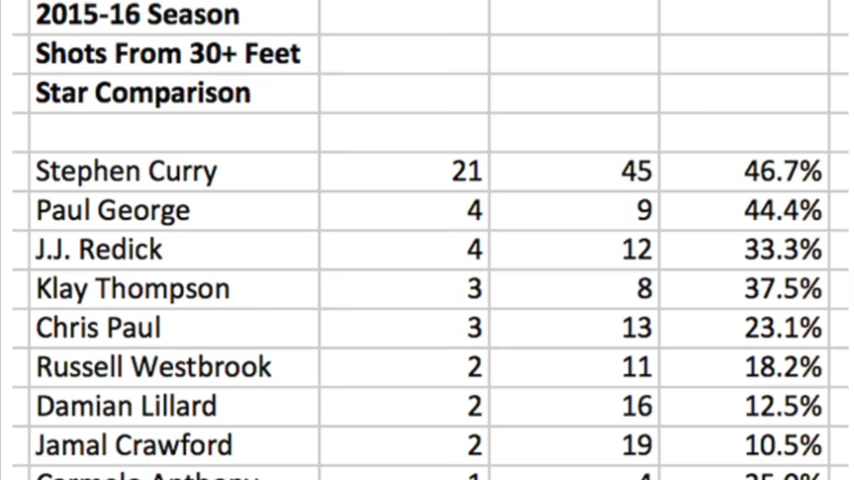 2015-16 Season
Shots From 30+ Feet
Star Comparison
Stephen Curry 21 45 46.7%
Paul George 4 9 44.4%
J.J. Redick 4 12 33.3%
Klay Thompson 3 8 37.5%
Chris Paul 3 13 23.1%
Russell Westbrook 2 11 18.2%
Damian Lillard 2 16 12.5%
Jamal Crawford 2 19 10.5%